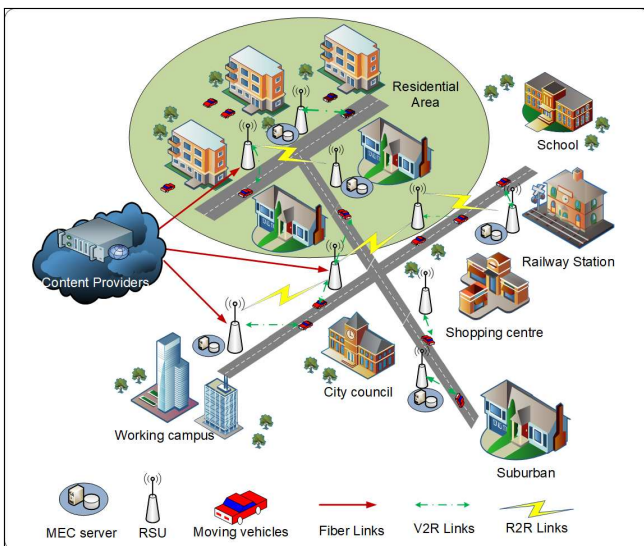 Residential
Area
School
Content Providers
Railway Station
Shopping centre
City council
Working campus
Suburban
MEC server
RSU
Moving vehicles
Fiber Links
V2R Links
R2R Links